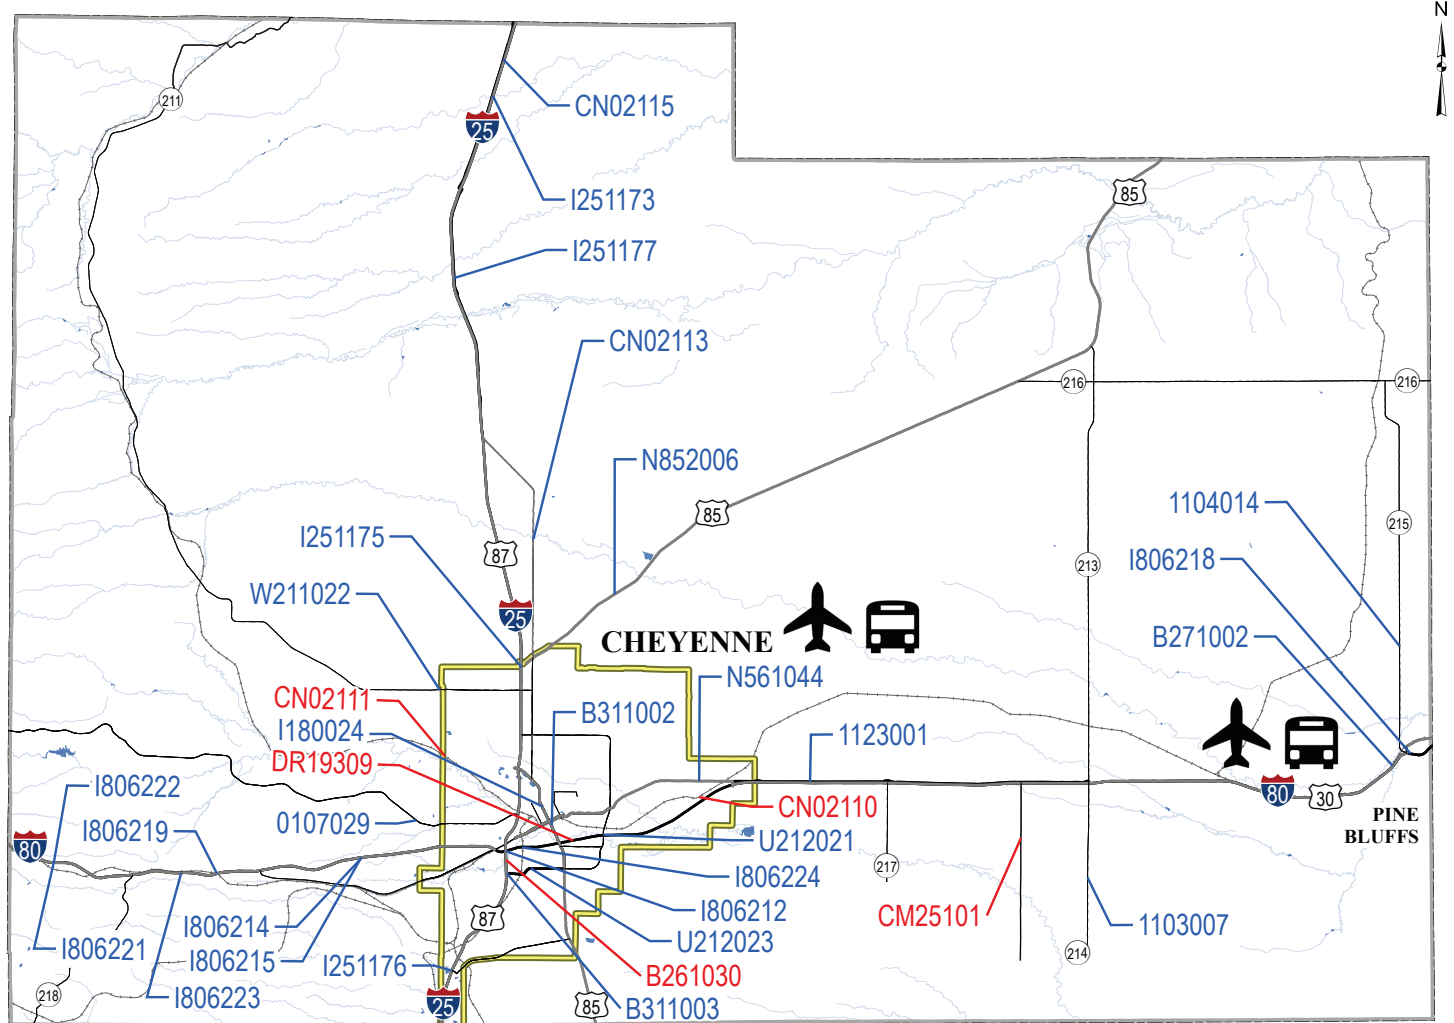 N
211
CN02115
25
I251173
85
I251177
CN02113
216
216
N852006
85
1104014
215
I251175
87
I806218
213
W211022
25
B271002
CHEYENNE
N561044
CN02111
B311002
I180024
1123001
DR19309
I806222
80
30
CN02110
PINE
BLUFFS
I806219
0107029
U212021
80
217
I806224
I806212
CM25101
87
1103007
I806214
U212023
I806221
I806215
I251176
214
B261030
218
I806223
25
85
B311003